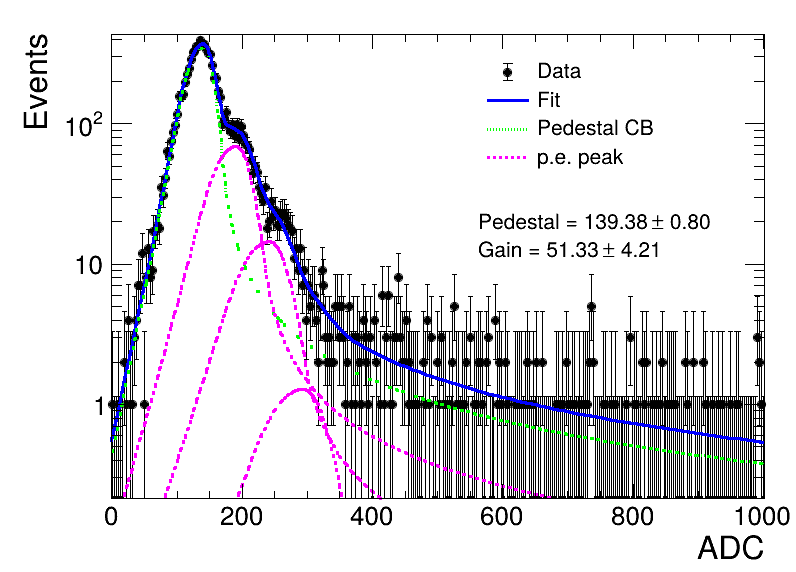 Events
10²
10
1
Data
Fit
Pedestal CB
p.e. peak
Pedestal = 139.38 ± 0.80
Gain = 51.33 ± 4.21
0 200 400 600 800 1000
ADC